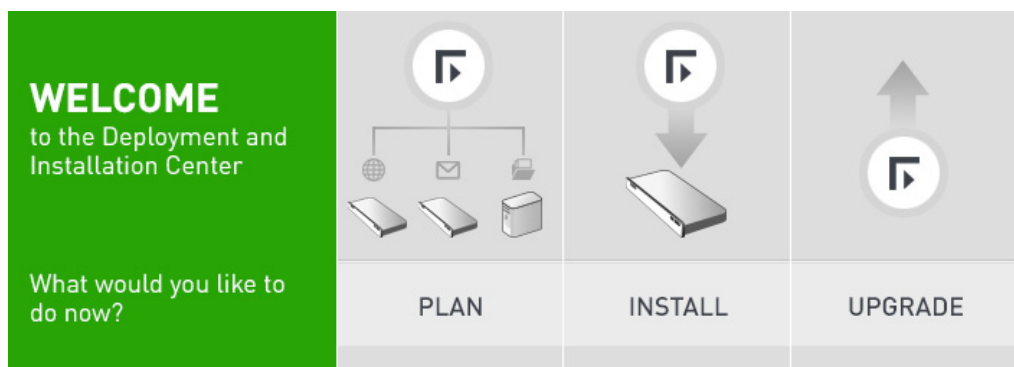 WELCOME
to the Deployment and
Installation Center
What would you like to
do now?
PLAN
INSTALL
UPGRADE